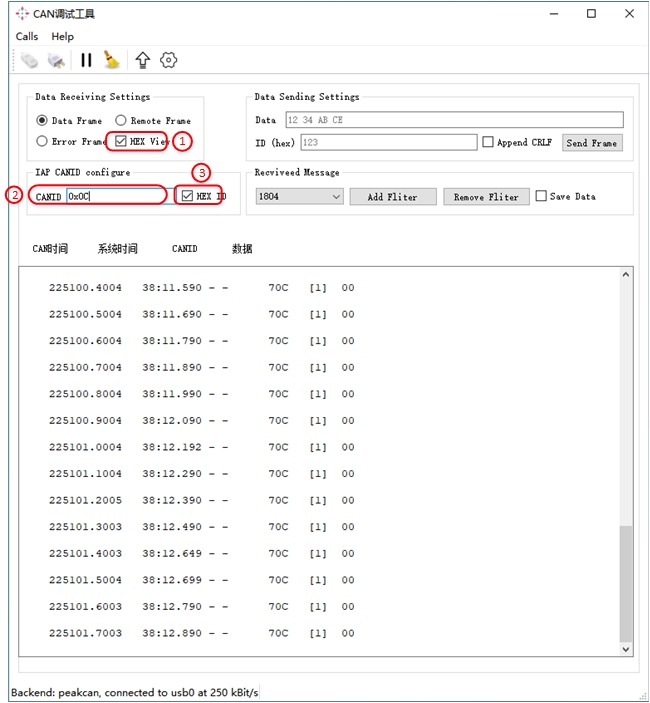 CAN调试工具
Calls Help
Data Receiving Settings
Data Frame Remote Frame
Error Frame HEX View 1
Data Sending Settings
Data 12 34 AB CE
ID (hex) 123 Append CRLF Send Frame
3
IAP CANID configure
2 CANID 0x0C HEX ID
Recviveed Message
1804 Add Fliter Remove Fliter Save Data
CAN时间 系统时间 CANID 数据
225100.4004 38:11.590 - - 70C [1] 00
225100.5004 38:11.690 - - 70C [1] 00
225100.6004 38:11.790 - - 70C [1] 00
225100.7004 38:11.890 - - 70C [1] 00
225100.8004 38:11.990 - - 70C [1] 00
225100.9004 38:12.090 - - 70C [1] 00
225101.0004 38:12.192 - - 70C [1] 00
225101.1004 38:12.290 - - 70C [1] 00
225101.2005 38:12.390 - - 70C [1] 00
225101.3003 38:12.490 - - 70C [1] 00
225101.4003 38:12.649 - - 70C [1] 00
225101.5004 38:12.699 - - 70C [1] 00
225101.6003 38:12.790 - - 70C [1] 00
225101.7003 38:12.890 - - 70C [1] 00
Backend: peakcan, connected to usb0 at 250 kBit/s